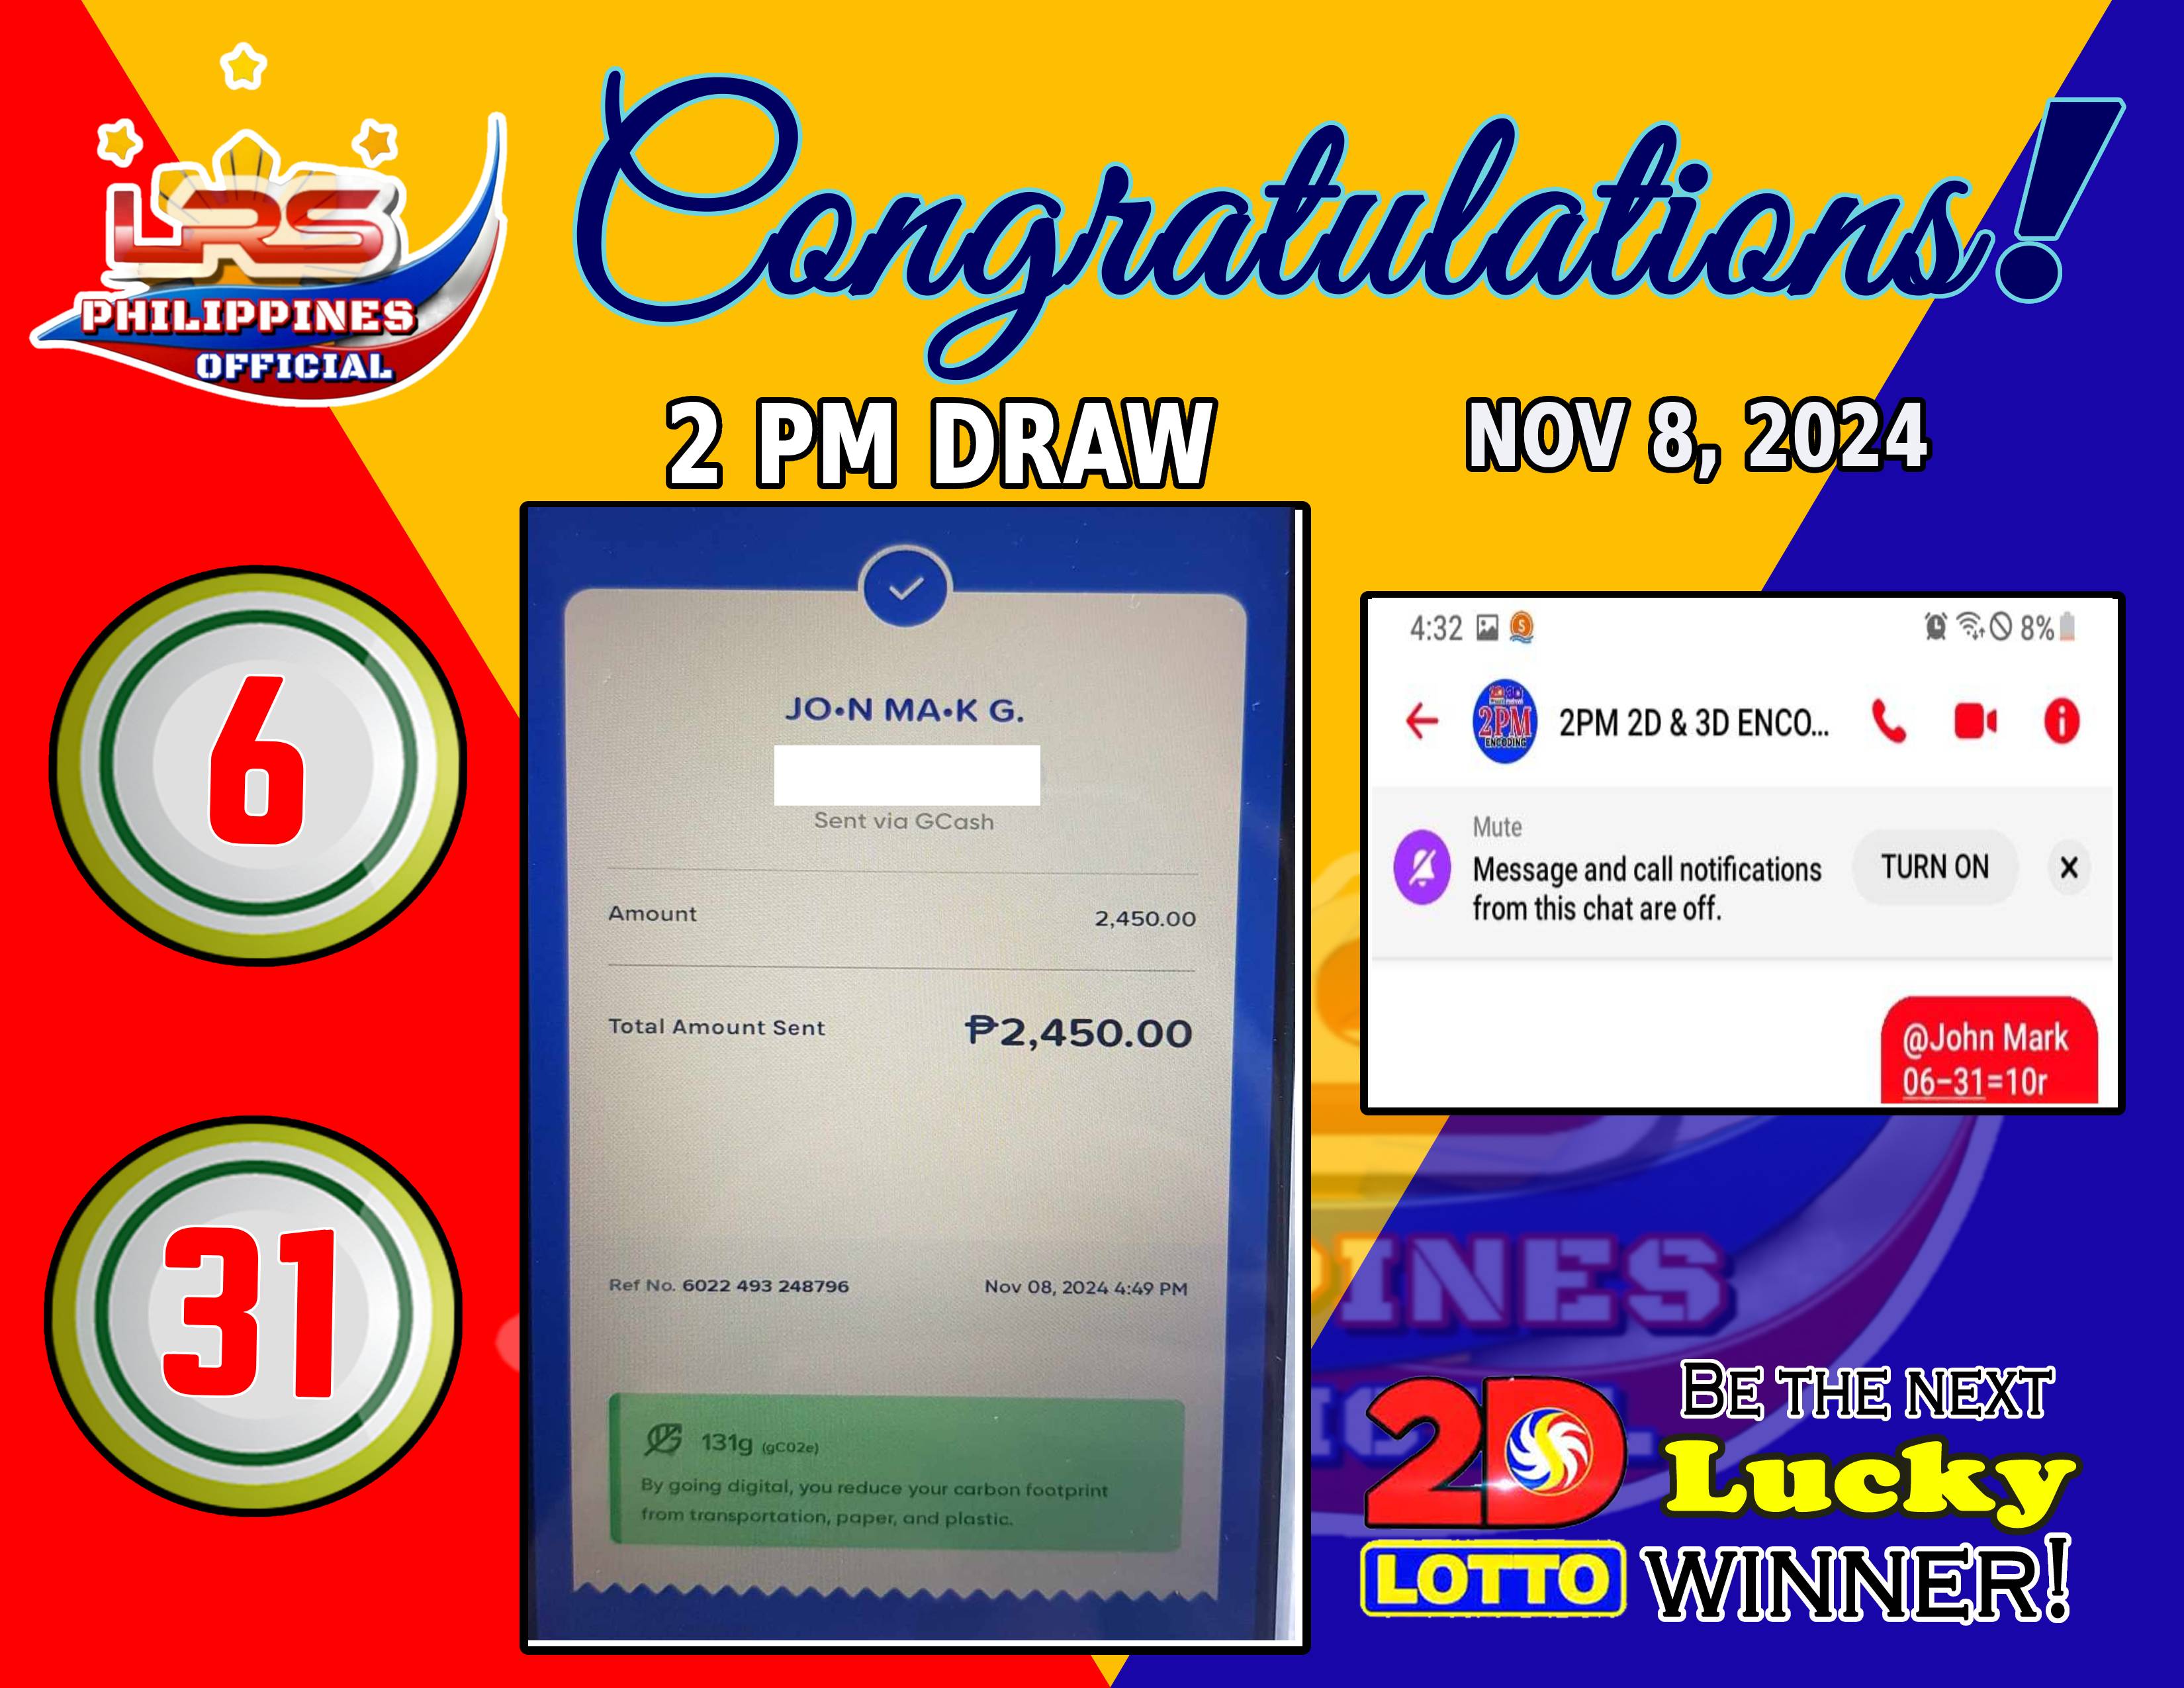 LRS
PHILIPPINES
OFFICIAL
Congratulations!
2 PM DRAW
NOV 8, 2024
6
31
JO•N MA•K G.
Sent via GCash
Amount 2,450.00
Total Amount Sent ₱2,450.00
Ref No. 6022 493 248796 Nov 08, 2024 4:49 PM
131g (gCO2e)
By going digital, you reduce your carbon footprint
from transportation, paper, and plastic.
4:32 8%
2PM
ENCODING
2PM 2D & 3D ENCO...
Mute
Message and call notifications
from this chat are off.
TURN ON
@John Mark
06-31=10r
PINES
2D
LOTTO
BE THE NEXT
Lucky
WINNER!